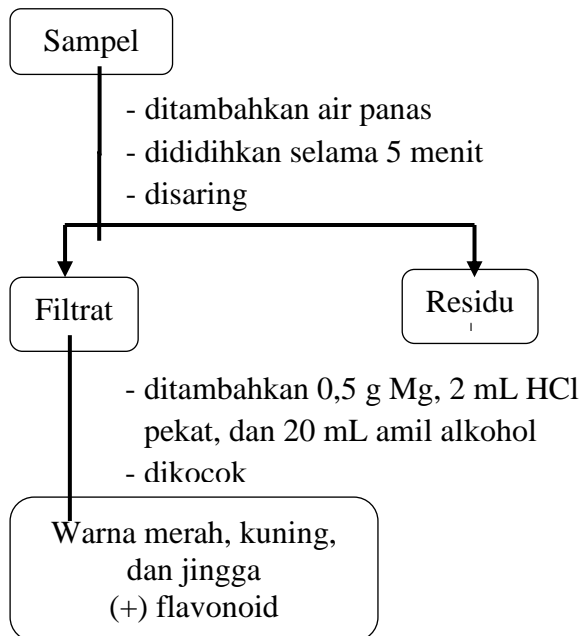 Sampel
- ditambahkan air panas
- dididihkan selama 5 menit
- disaring
Filtrat
Residu
- ditambahkan 0,5 g Mg, 2 mL HCl
pekat, dan 20 mL amil alkohol
- dikocok
Warna merah, kuning,
dan jingga
(+) flavonoid